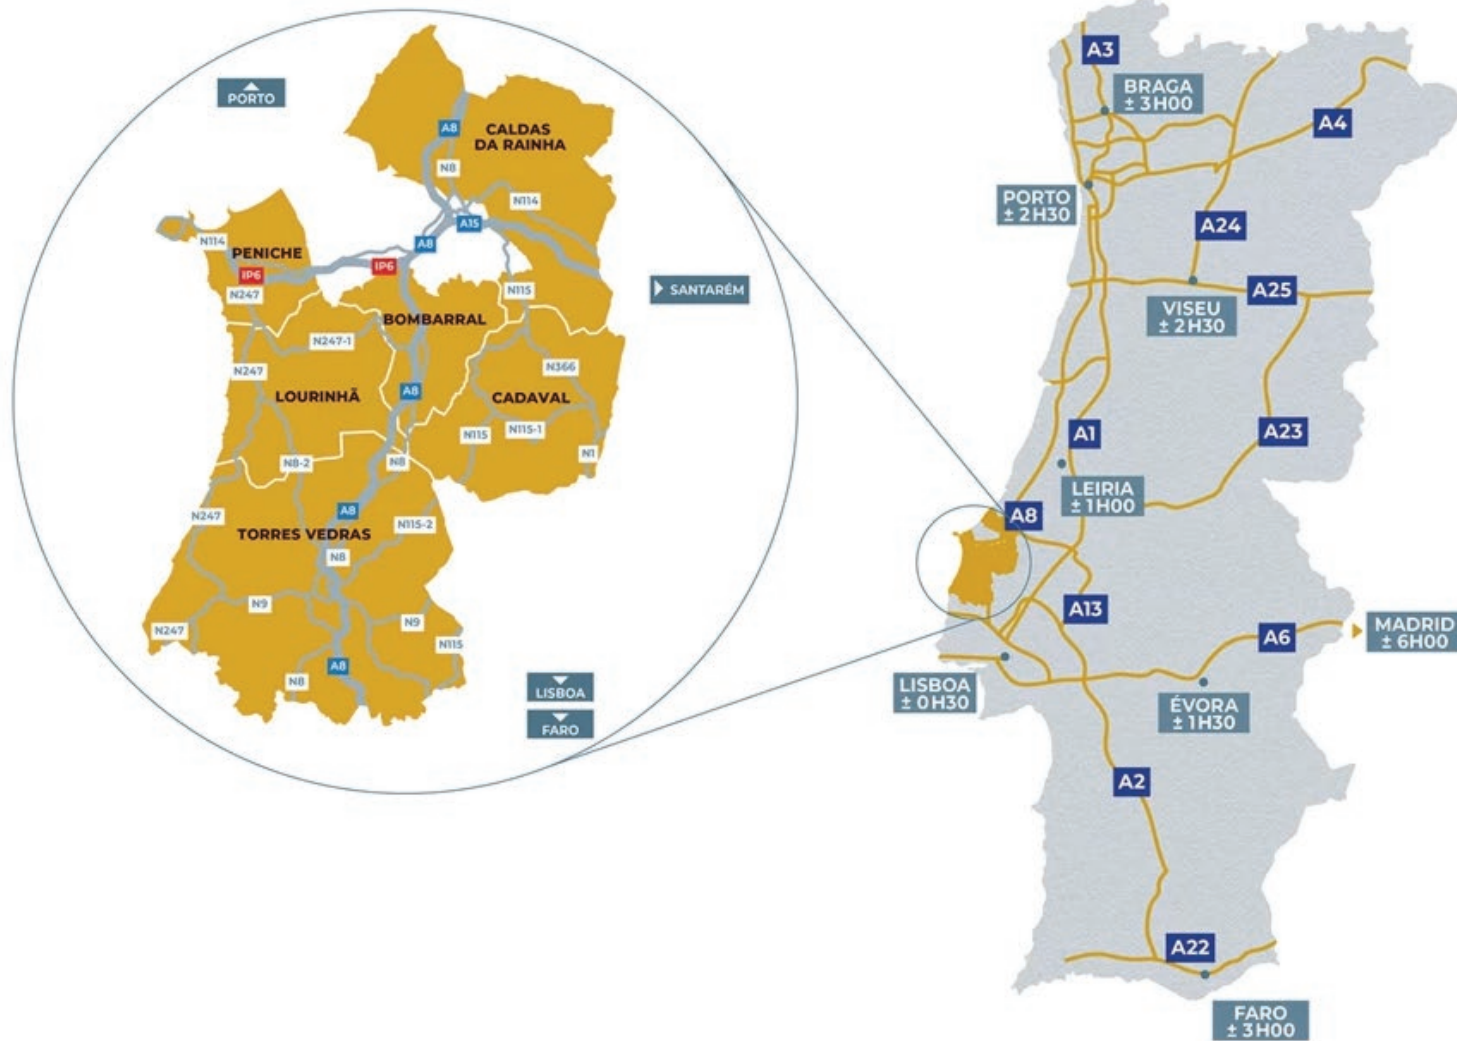 PORTO
A8
CALDAS
DA RAINHA
N8
N114
A15
A8
N114
PENICHE
IP6
IP6
N247
N115
SANTARÉM
BOMBARRAL
N247-1
N247
N366
A8
LOURINHÃ
CADAVAL
N115
N115-1
N8-2
N8
N1
A8
N247
N115-2
TORRES VEDRAS
N8
N9
N9
N247
N115
A8
N8
LISBOA
FARO
A3
BRAGA
± 3H00
A4
PORTO
± 2H30
A24
A25
VISEU
± 2H30
A1
A23
LEIRIA
± 1H00
A8
A13
A6
MADRID
± 6H00
LISBOA
± 0H30
ÉVORA
± 1H30
A2
A22
FARO
± 3H00